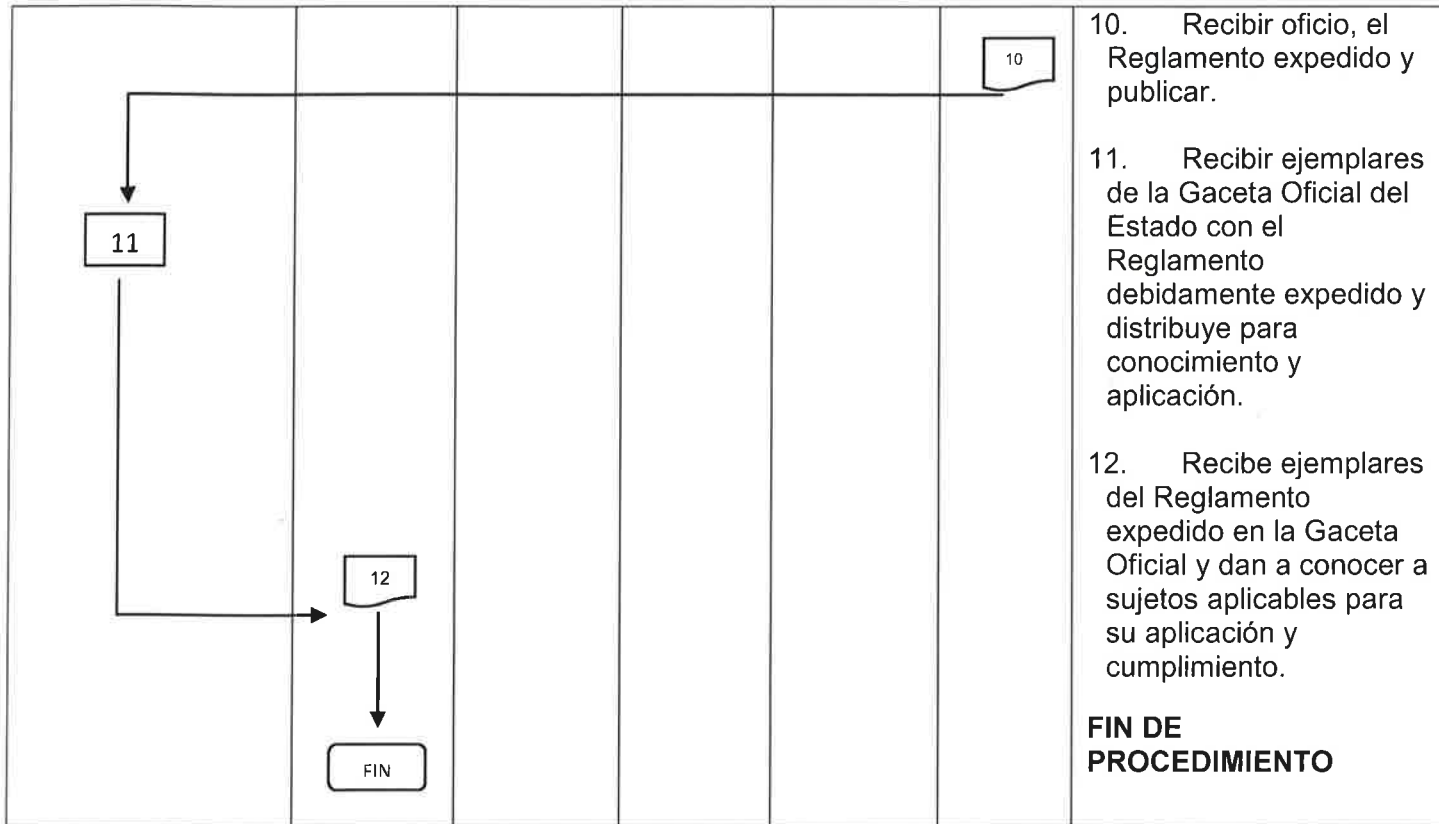 10
11
12
FIN
10. Recibir oficio, el
Reglamento expedido y
publicar.
11. Recibir ejemplares
de la Gaceta Oficial del
Estado con el
Reglamento
debidamente expedido y
distribuye para
conocimiento y
aplicación.
12. Recibe ejemplares
del Reglamento
expedido en la Gaceta
Oficial y dan a conocer a
sujetos aplicables para
su aplicación y
cumplimiento.
FIN DE
PROCEDIMIENTO